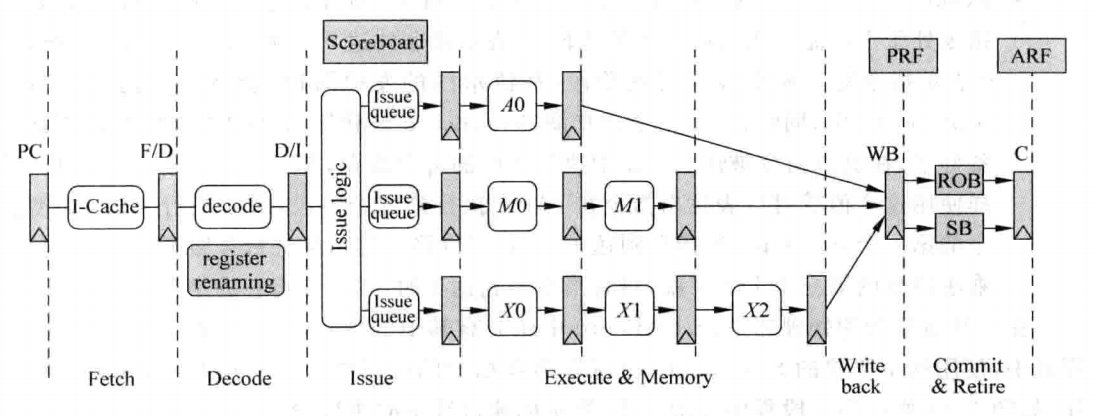 Scoreboard
PRF
ARF
PC
F/D
D/I
WB
C
Issue
queue
A0
I-Cache
decode
Issue logic
Issue
queue
M0
M1
ROB
SB
register
renaming
Issue
queue
X0
X1
X2
Fetch
Decode
Issue
Execute & Memory
Write
back
Commit
& Retire